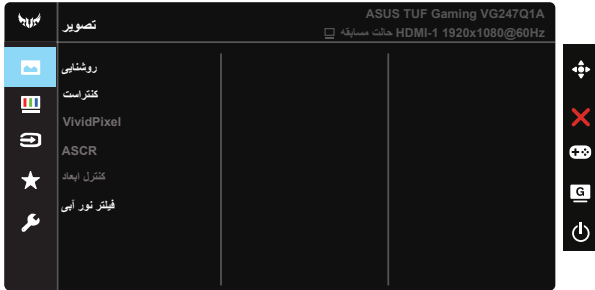 ASUS TUF Gaming VG247Q1A
تصویر
حالت مسابقه HDMI-1 1920x1080@60Hz
روشنایی
کنتراست
VividPixel
ASCR
کنترل ابعاد
فیلتر نور آبی
G